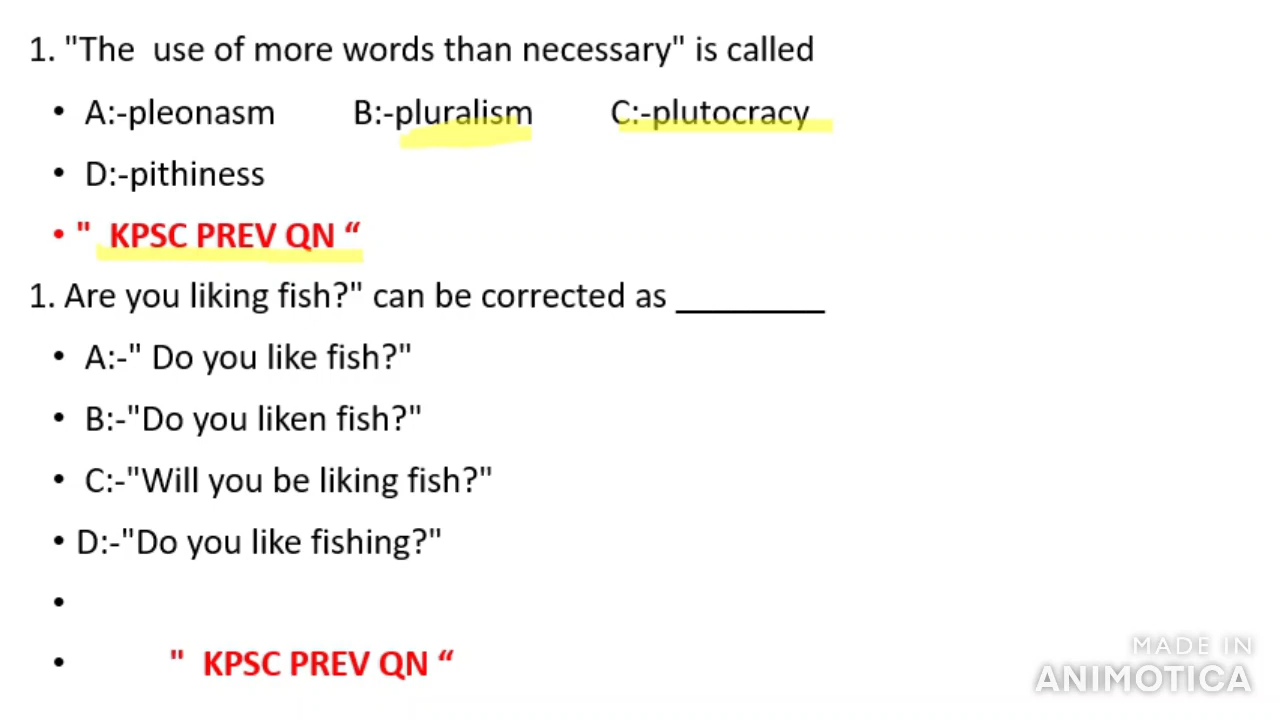 1. "The use of more words than necessary" is called
• A:-pleonasm B:-pluralism C:-plutocracy
• D:-pithiness
• " KPSC PREV QN “
1. Are you liking fish?" can be corrected as ________
• A:-" Do you like fish?"
• B:-"Do you liken fish?"
• C:-"Will you be liking fish?"
• D:-"Do you like fishing?"
•
• " KPSC PREV QN “
MADE IN
ANIMOTICA